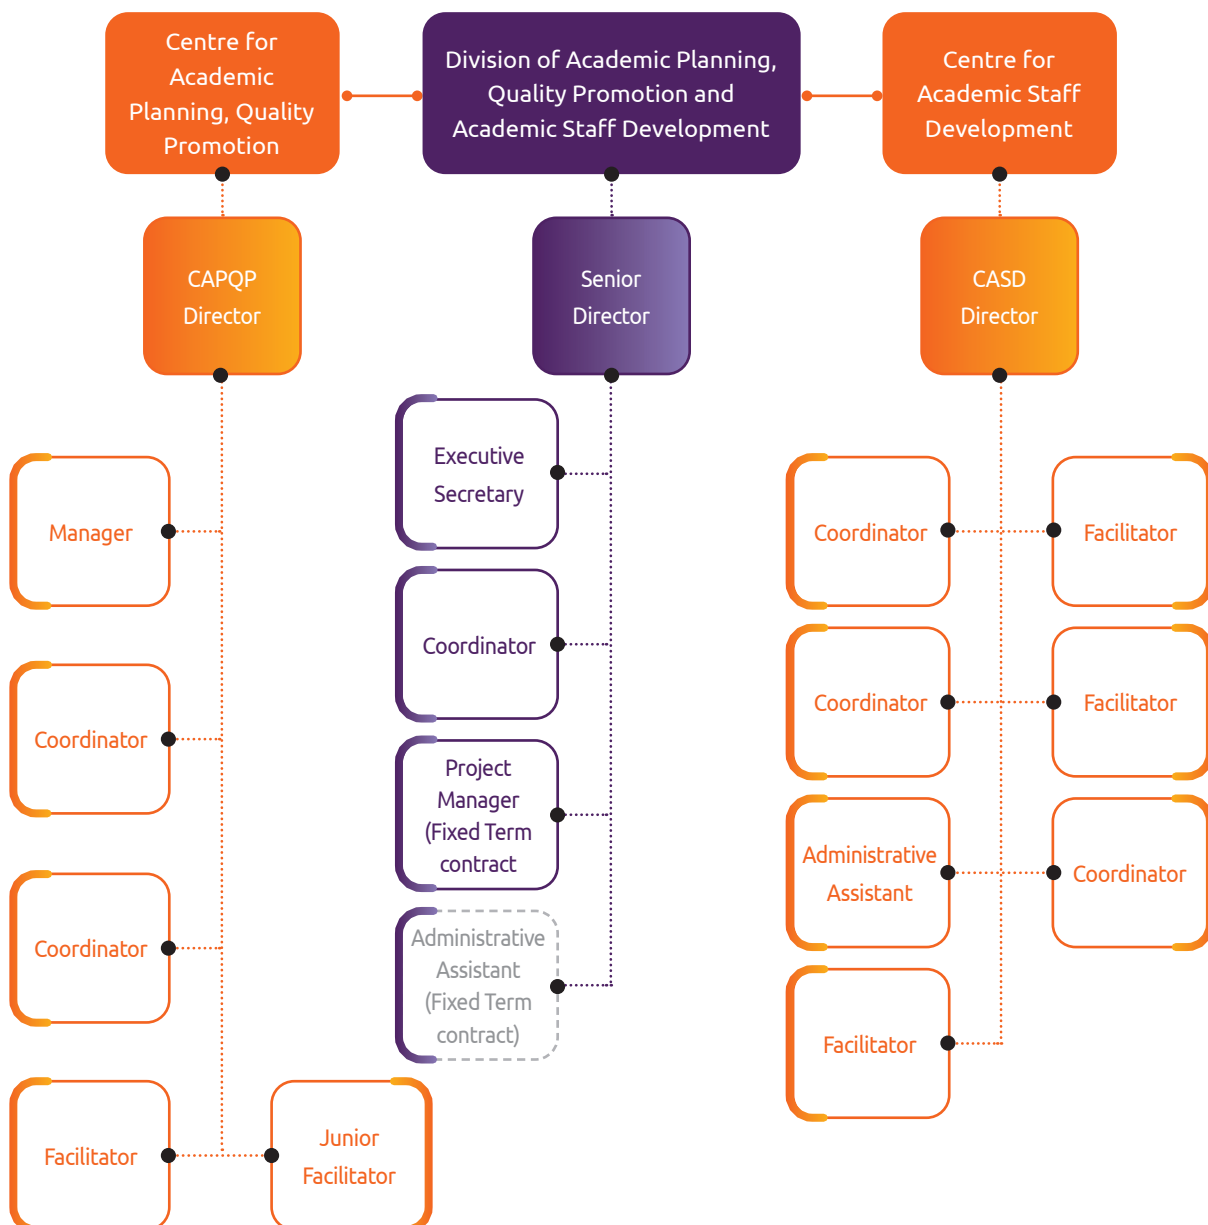 Centre for
Academic
Planning, Quality
Promotion
Division of Academic Planning,
Quality Promotion and
Academic Staff Development
Centre for
Academic Staff
Development
CAPQP
Director
Senior
Director
CASD
Director
Manager
Coordinator
Coordinator
Facilitator
Junior
Facilitator
Executive
Secretary
Coordinator
Project
Manager
(Fixed Term
contract
Administrative
Assistant
(Fixed Term
contract)
Coordinator
Facilitator
Coordinator
Facilitator
Administrative
Assistant
Coordinator
Facilitator